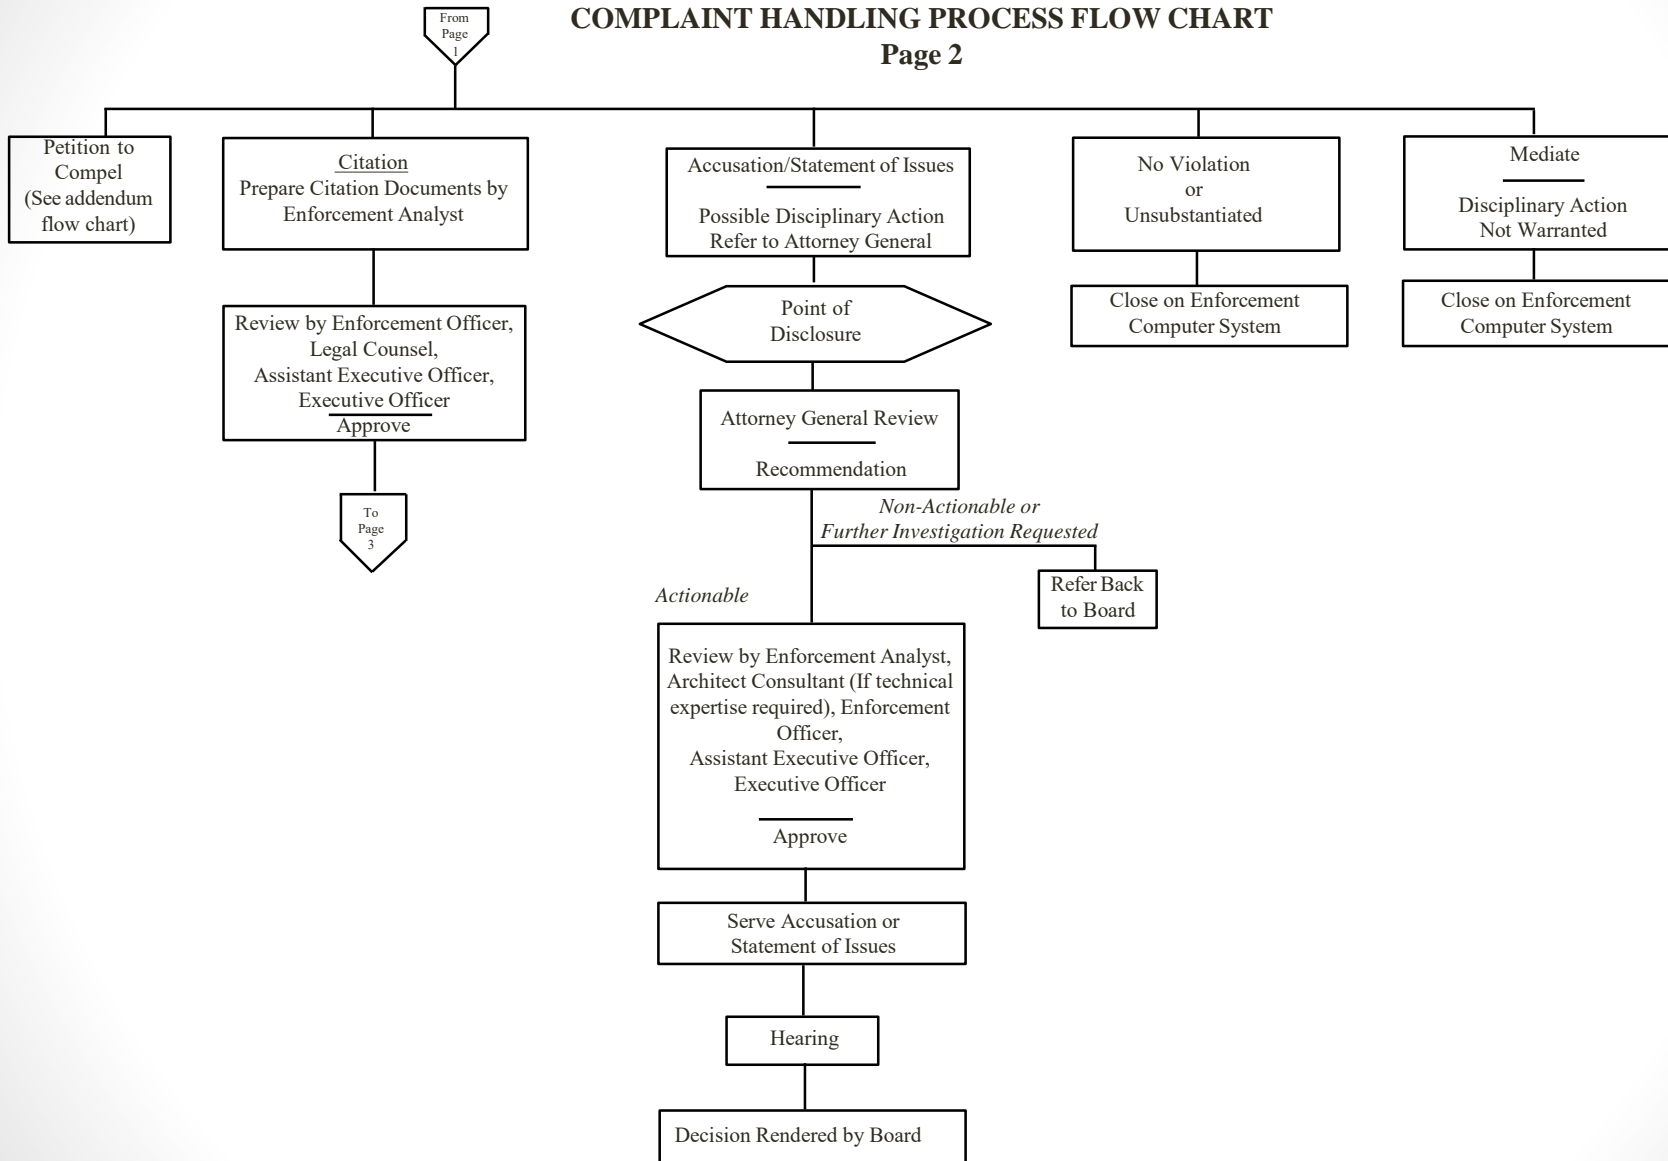 From
Page
1
COMPLAINT HANDLING PROCESS FLOW CHART
Page 2
Petition to
Compel
(See addendum
flow chart)
Citation
Prepare Citation Documents by
Enforcement Analyst
Accusation/Statement of Issues
Possible Disciplinary Action
Refer to Attorney General
No Violation
or
Unsubstantiated
Mediate
Disciplinary Action
Not Warranted
Review by Enforcement Officer,
Legal Counsel,
Assistant Executive Officer,
Executive Officer
Approve
Point of
Disclosure
Close on Enforcement
Computer System
Close on Enforcement
Computer System
Attorney General Review
Recommendation
To
Page
3
Non-Actionable or
Further Investigation Requested
Actionable
Refer Back
to Board
Review by Enforcement Analyst,
Architect Consultant (If technical
expertise required), Enforcement
Officer,
Assistant Executive Officer,
Executive Officer
Approve
Serve Accusation or
Statement of Issues
Hearing
Decision Rendered by Board